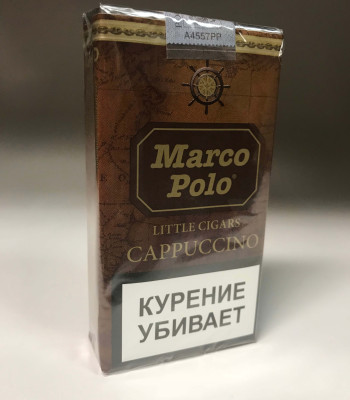 A4557PP
Marco
Polo®
LITTLE CIGARS
CAPPUCCINO
КУРЕНИЕ
УБИВАЕТ